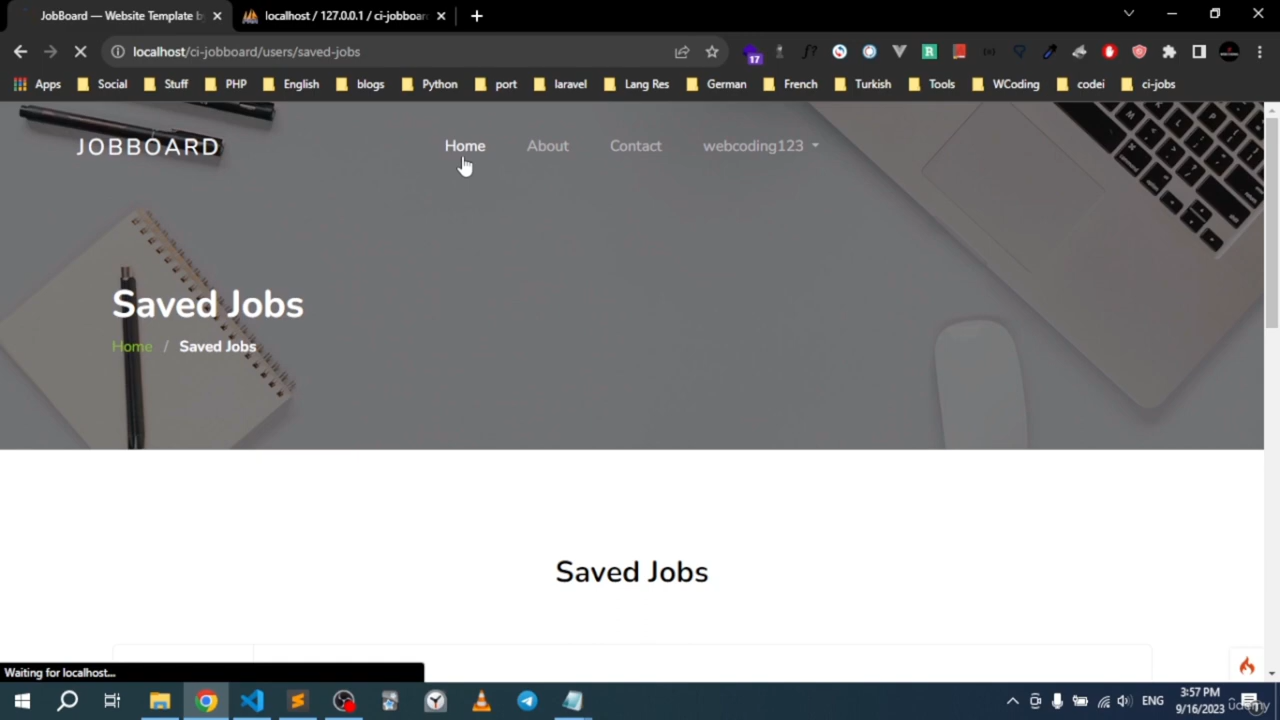 JobBoard — Website Template b
localhost / 127.0.0.1 / ci-jobboar
localhost/ci-jobboard/users/saved-jobs
17
f?
R
Apps Social Stuff PHP English blogs Python port laravel Lang Res German French Turkish Tools WCoding codei ci-jobs
JOBBOARD Home About Contact webcoding123
Saved Jobs
Home / Saved Jobs
Saved Jobs
Waiting for localhost...
ENG
3:57 PM
9/16/2023
udemy